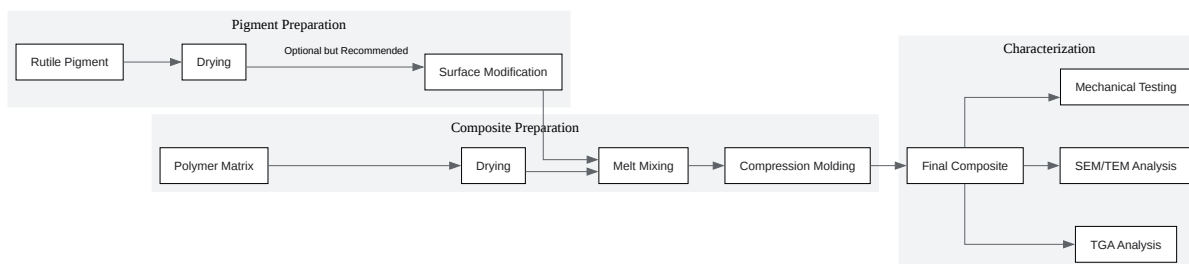 Pigment Preparation
Rutile Pigment
Drying
Optional but Recommended
Surface Modification
Composite Preparation
Polymer Matrix
Drying
Melt Mixing
Compression Molding
Characterization
Final Composite
Mechanical Testing
SEM/TEM Analysis
TGA Analysis